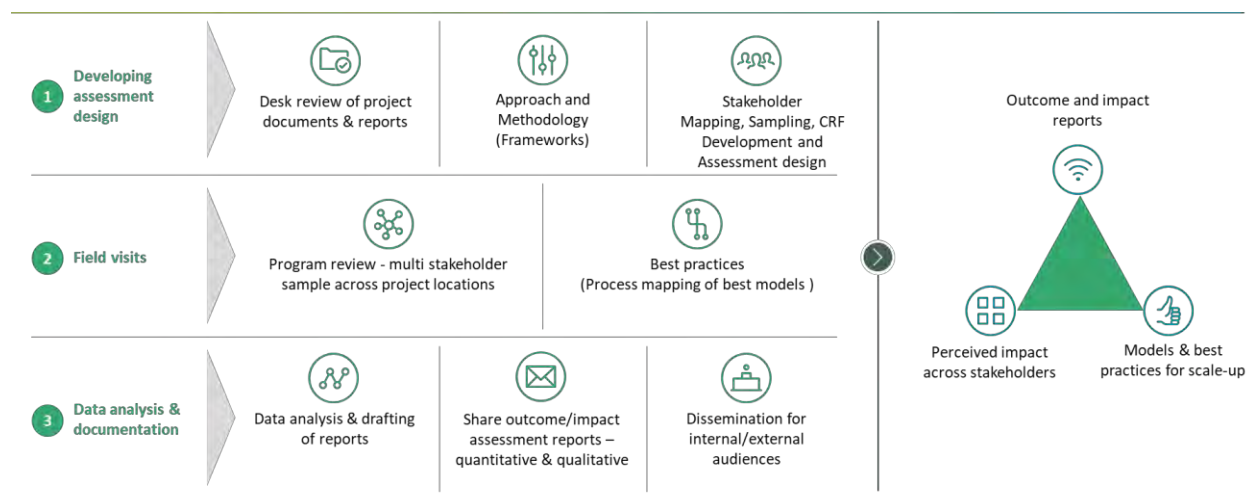 1
Developing
assessment
design
Desk review of project
documents & reports
Approach and
Methodology
(Frameworks)
Stakeholder
Mapping, Sampling, CRF
Development and
Assessment design
2
Field visits
Program review - multi stakeholder
sample across project locations
Best practices
(Process mapping of best models )
3
Data analysis &
documentation
Data analysis & drafting
of reports
Share outcome/impact
assessment reports –
quantitative & qualitative
Dissemination for
internal/external
audiences
Outcome and impact
reports
Perceived impact
across stakeholders
Models & best
practices for scale-up